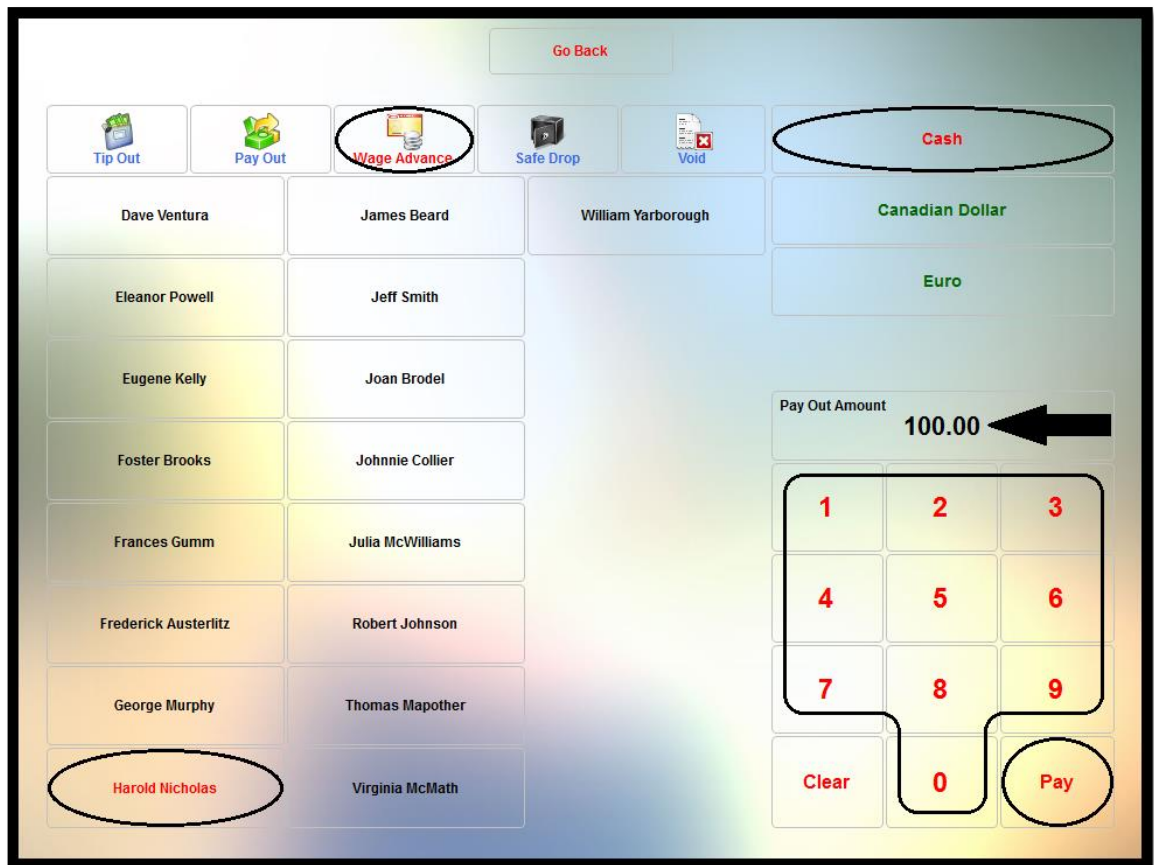 Go Back
Tip Out
Pay Out
Wage Advance
Safe Drop
Void
Cash
Dave Ventura
James Beard
William Yarborough
Canadian Dollar
Eleanor Powell
Jeff Smith
Euro
Eugene Kelly
Joan Brodel
Pay Out Amount
100.00
Foster Brooks
Johnnie Collier
1 2 3
Frances Gumm
Julia McWilliams
4 5 6
Frederick Austerlitz
Robert Johnson
7 8 9
George Murphy
Thomas Mapother
Harold Nicholas
Virginia McMath
Clear 0 Pay